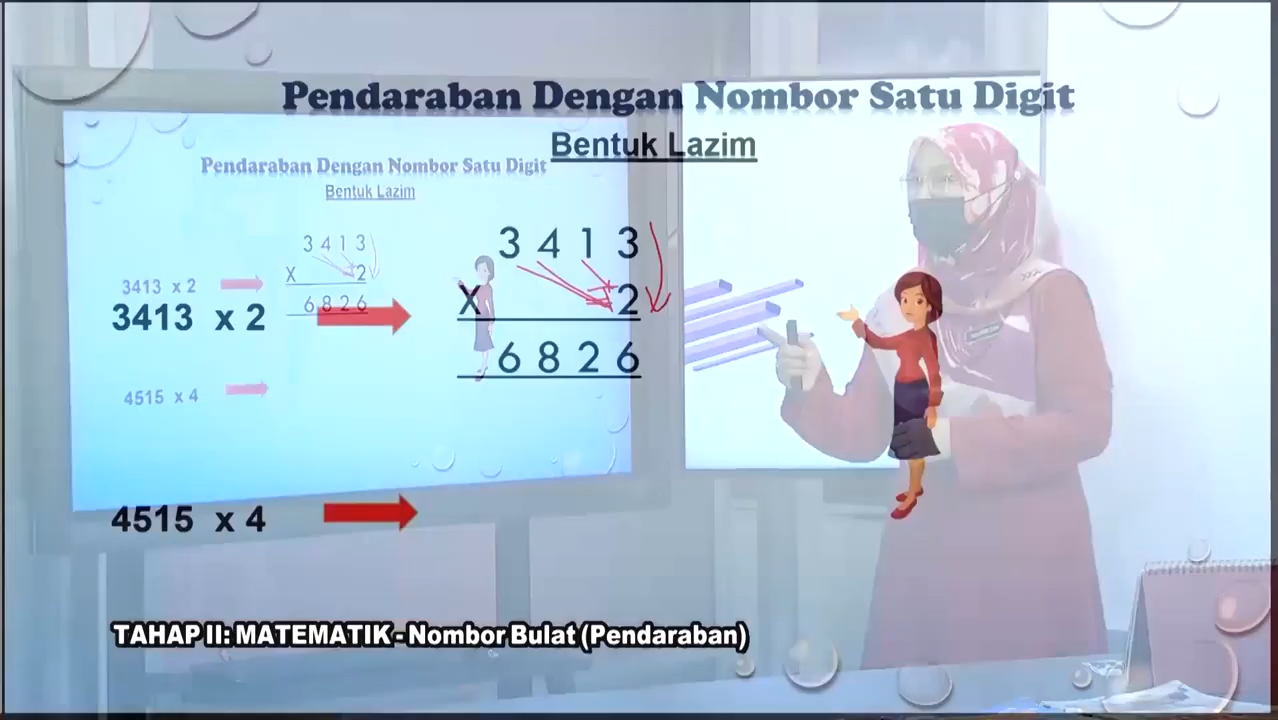 Pendaraban Dengan Nombor Satu Digit
Bentuk Lazim
Pendaraban Dengan Nombor Satu Digit
Bentuk Lazim
3 4 1 3
X 2
6 8 2 6
3413 x 2
4515 x 4
3413 x 2
3 4 1 3
X 2
6 8 2 6
4515 x 4
TAHAP II: MATEMATIK - Nombor Bulat (Pendaraban)